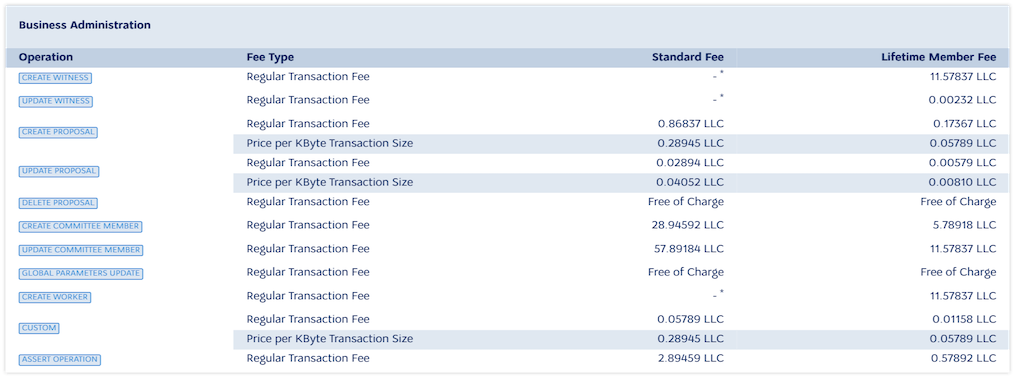 Business Administration
Operation Fee Type Standard Fee Lifetime Member Fee
CREATE WITNESS Regular Transaction Fee - * 11.57837 LLC
UPDATE WITNESS Regular Transaction Fee - * 0.00232 LLC
CREATE PROPOSAL Regular Transaction Fee 0.86837 LLC 0.17367 LLC
Price per KByte Transaction Size 0.28945 LLC 0.05789 LLC
UPDATE PROPOSAL Regular Transaction Fee 0.02894 LLC 0.00579 LLC
Price per KByte Transaction Size 0.04052 LLC 0.00810 LLC
DELETE PROPOSAL Regular Transaction Fee Free of Charge Free of Charge
CREATE COMMITTEE MEMBER Regular Transaction Fee 28.94592 LLC 5.78918 LLC
UPDATE COMMITTEE MEMBER Regular Transaction Fee 57.89184 LLC 11.57837 LLC
GLOBAL PARAMETERS UPDATE Regular Transaction Fee Free of Charge Free of Charge
CREATE WORKER Regular Transaction Fee - * 11.57837 LLC
CUSTOM Regular Transaction Fee 0.05789 LLC 0.01158 LLC
Price per KByte Transaction Size 0.28945 LLC 0.05789 LLC
ASSERT OPERATION Regular Transaction Fee 2.89459 LLC 0.57892 LLC